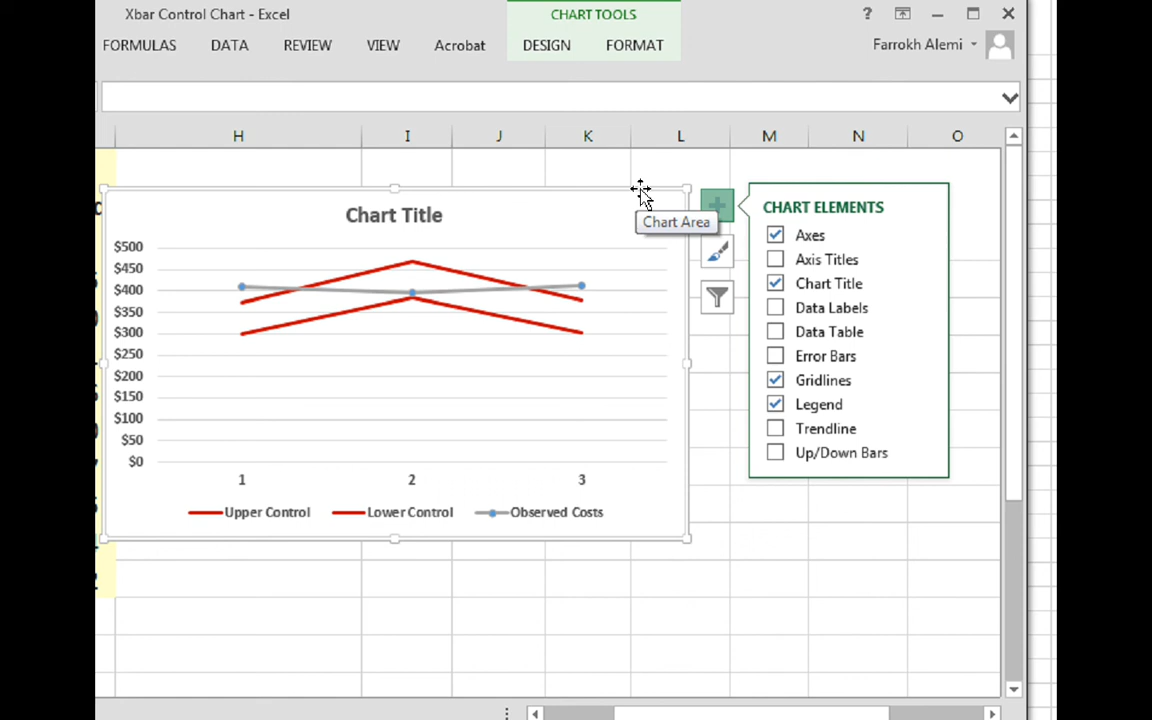 Xbar Control Chart - Excel
CHART TOOLS
?
FORMULAS DATA REVIEW VIEW Acrobat DESIGN FORMAT
Farrokh Alemi
H I J K L M N O
Chart Title
Chart Area
$500
$450
$400
$350
$300
$250
$200
$150
$100
$50
$0
1 2 3
Upper Control Lower Control Observed Costs
CHART ELEMENTS
Axes
Axis Titles
Chart Title
Data Labels
Data Table
Error Bars
Gridlines
Legend
Trendline
Up/Down Bars